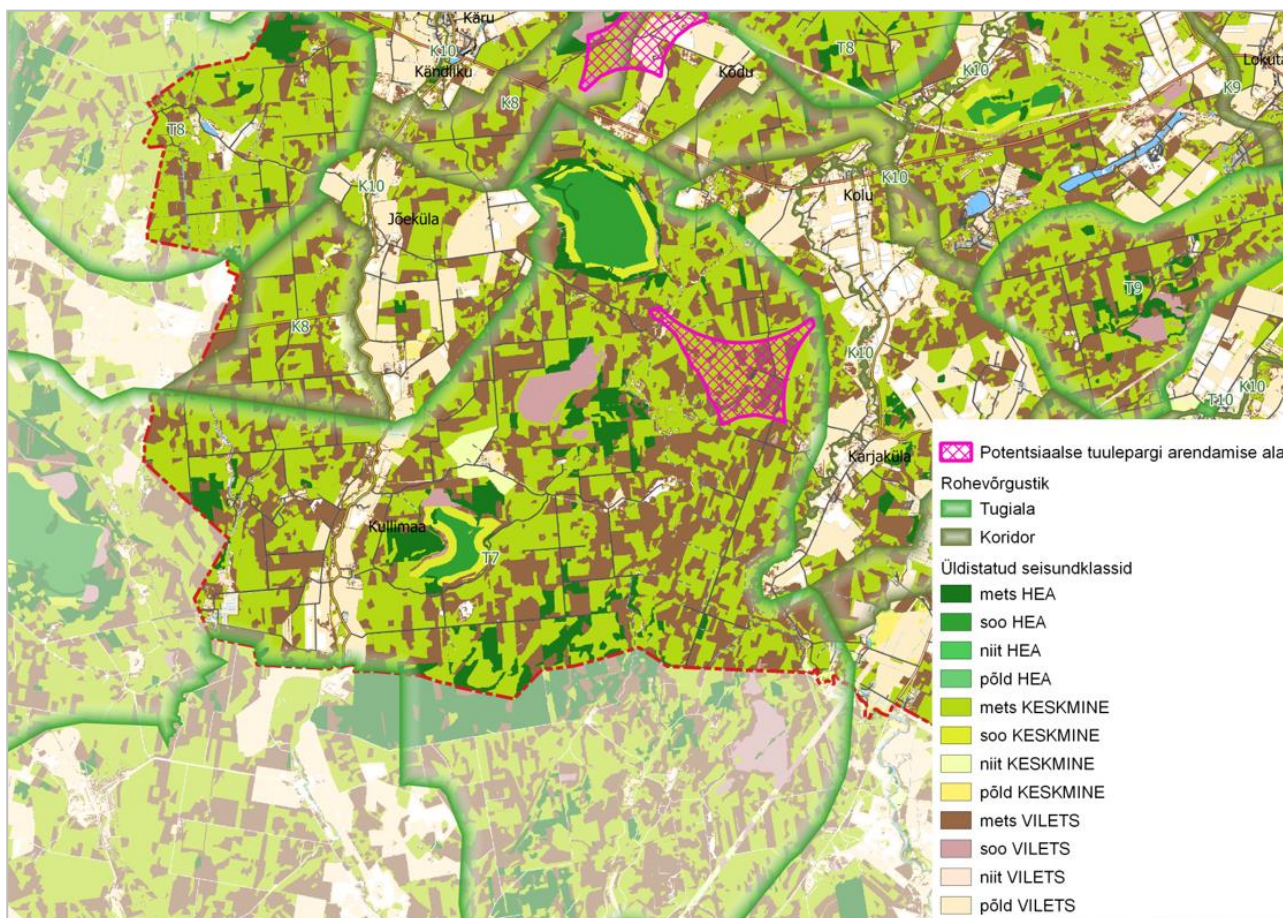 Käru
K10
Kändliku
K8
Kõdu
T8
K10
Lokuta
K9
T8
K10
Jõeküla
Kolu
K10
K8
T9
K10
K10
T10
Karjaküla
Kullimaa
T7
Potentsiaalse tuulepargi arendamise ala
Rohevõrgustik
Tugiala
Koridor
Üldistatud seisundklassid
mets HEA
soo HEA
niit HEA
põld HEA
mets KESKMINE
soo KESKMINE
niit KESKMINE
põld KESKMINE
mets VILETS
soo VILETS
niit VILETS
põld VILETS